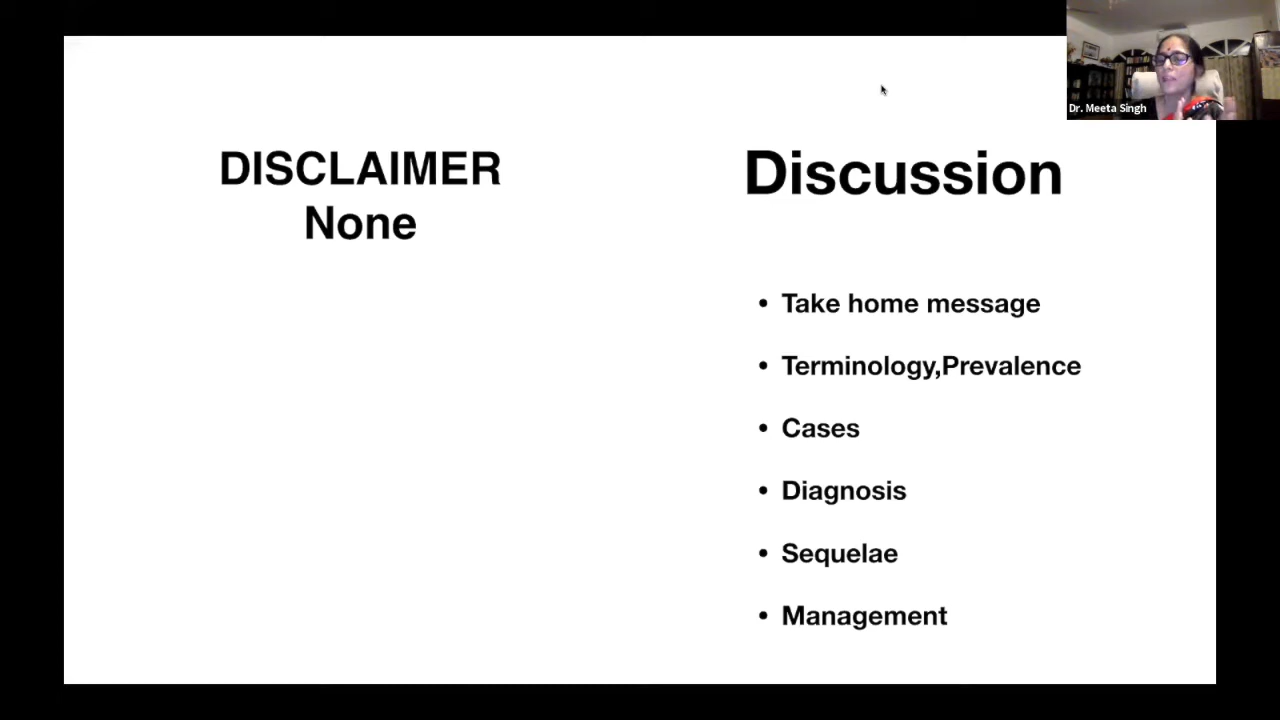 Dr. Meeta Singh
DISCLAIMER
None
Discussion
• Take home message
• Terminology,Prevalence
• Cases
• Diagnosis
• Sequelae
• Management